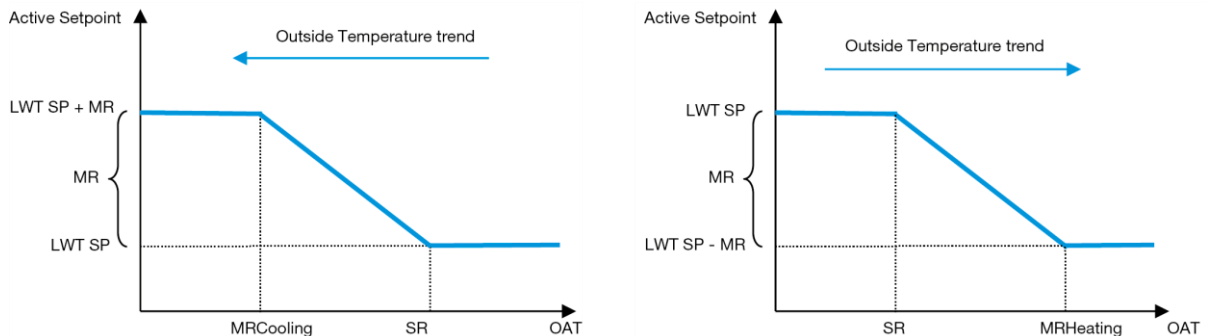 Active Setpoint
Outside Temperature trend
LWT SP + MR
MR
LWT SP
MRCooling
SR
OAT
Active Setpoint
Outside Temperature trend
LWT SP
MR
LWT SP - MR
SR
MRHeating
OAT